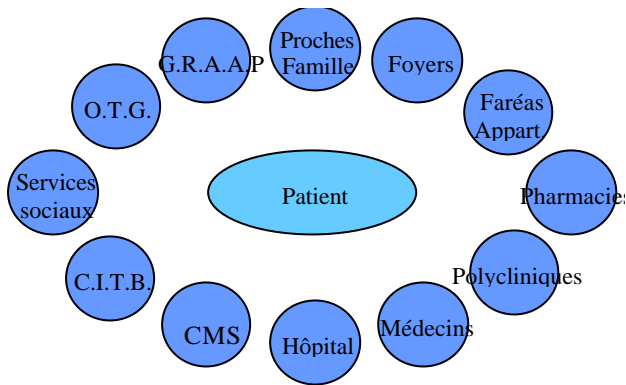 Proches
Famille
G.R.A.A.P
Foyers
O.T.G.
Faréas
Appart.
Services
sociaux
Patient
Pharmacies
C.I.T.B.
Polycliniques
CMS
Hôpital
Médecins